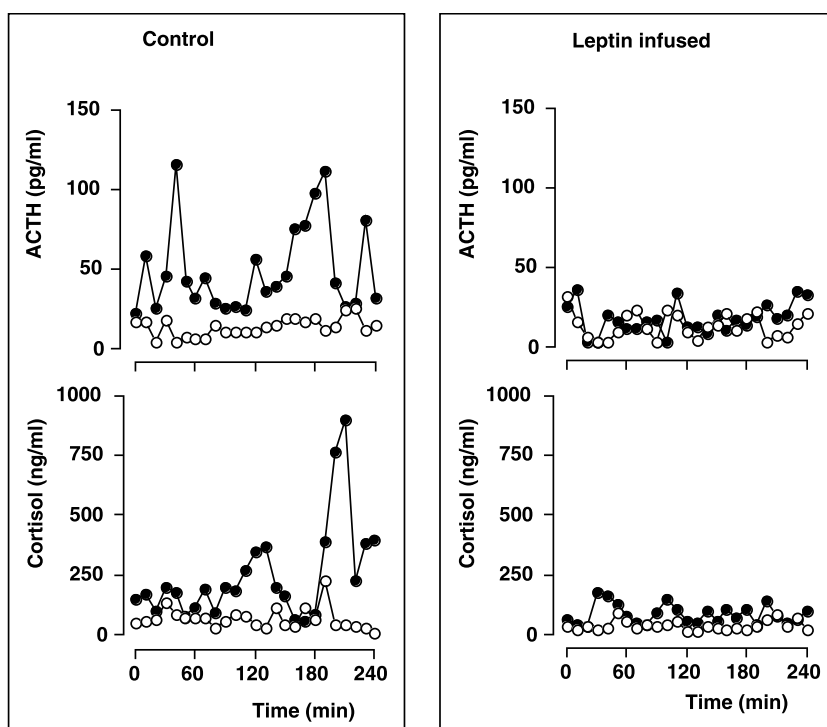 Control
ACTH (pg/ml)
150
100
50
0
Cortisol (ng/ml)
1000
750
500
250
0
0 60 120 180 240
Time (min)
Leptin infused
ACTH (pg/ml)
150
100
50
0
Cortisol (ng/ml)
1000
750
500
250
0
0 60 120 180 240
Time (min)